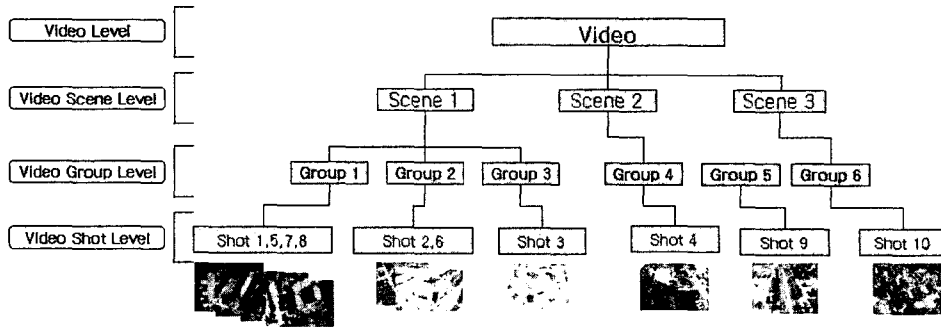 Video Level
Video
Video Scene Level
Scene 1
Scene 2
Scene 3
Video Group Level
Group 1
Group 2
Group 3
Group 4
Group 5
Group 6
Video Shot Level
Shot 1,5,7,8
Shot 2,6
Shot 3
Shot 4
Shot 9
Shot 10